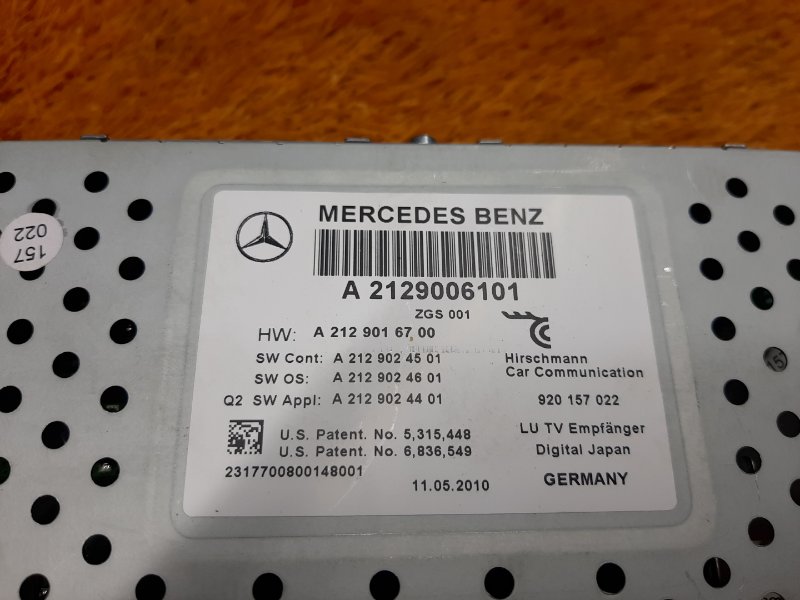 MERCEDES BENZ
A 2129006101
ZGS 001
HW: A 212 901 67 00
SW Cont: A 212 902 45 01
SW OS: A 212 902 46 01
Q2 SW Appl: A 212 902 44 01
Hirschmann
Car Communication
920 157 022
U.S. Patent. No. 5,315,448
U.S. Patent. No. 6,836,549
2317700800148001
11.05.2010
LU TV Empfänger
Digital Japan
GERMANY
157
022
157